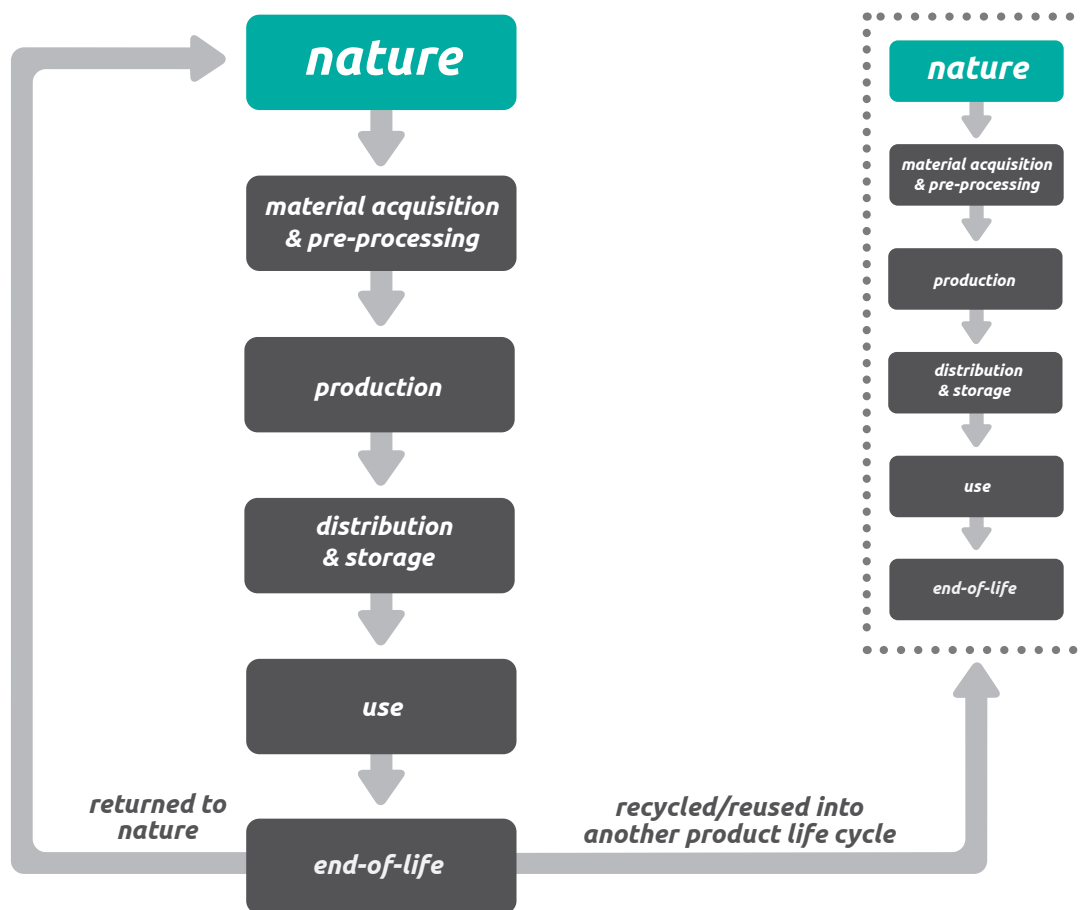 nature
material acquisition
& pre-processing
production
distribution
& storage
use
end-of-life
returned to
nature
recycled/reused into
another product life cycle
nature
material acquisition
& pre-processing
production
distribution
& storage
use
end-of-life